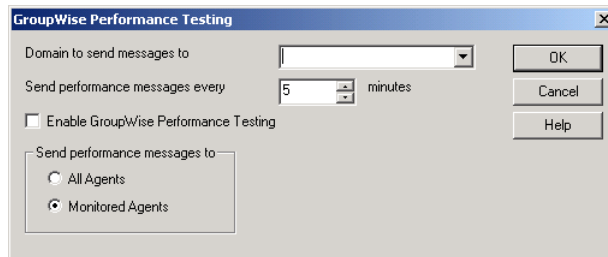 GroupWise Performance Testing
Domain to send messages to
OK
Send performance messages every 5 minutes
Cancel
Enable GroupWise Performance Testing
Help
Send performance messages to
All Agents
Monitored Agents